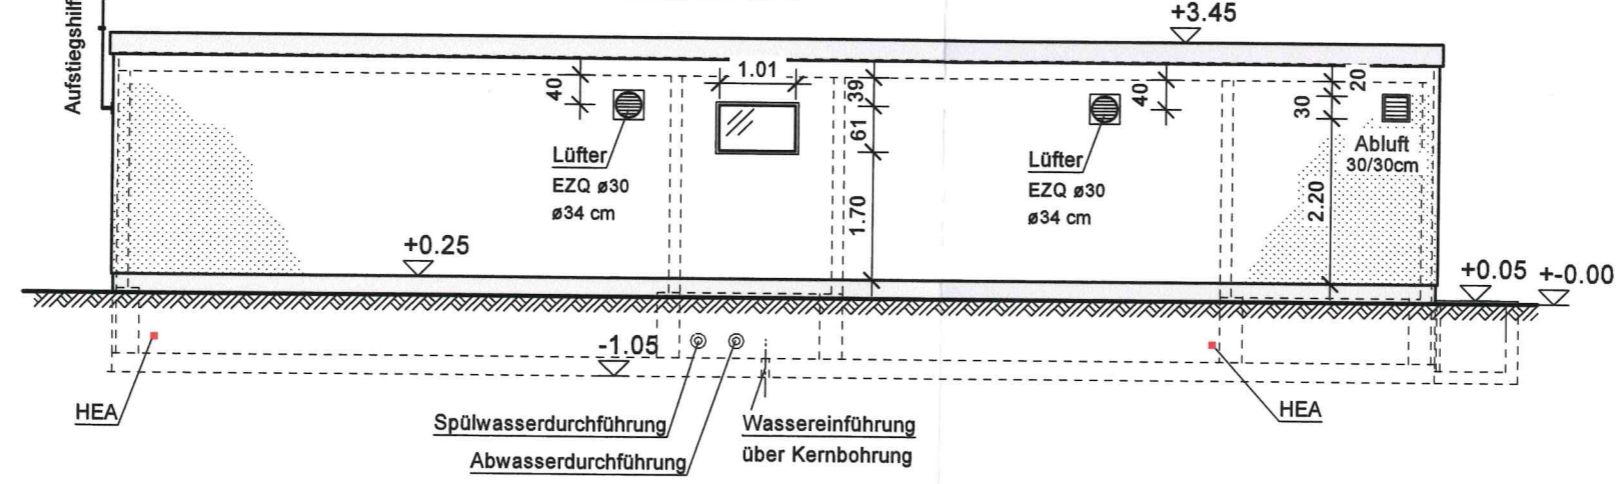 Aufstiegshilf
+3.45
40
1.01
39
61
1.70
40
20
30
2.20
Lüfter
EZQ ø30
ø34 cm
Lüfter
EZQ ø30
ø34 cm
Abluft
30/30cm
+0.25
+0.05
+-0.00
-1.05
HEA
Spülwasserdurchführung
Abwasserdurchführung
Wassereinführung
über Kernbohrung
HEA